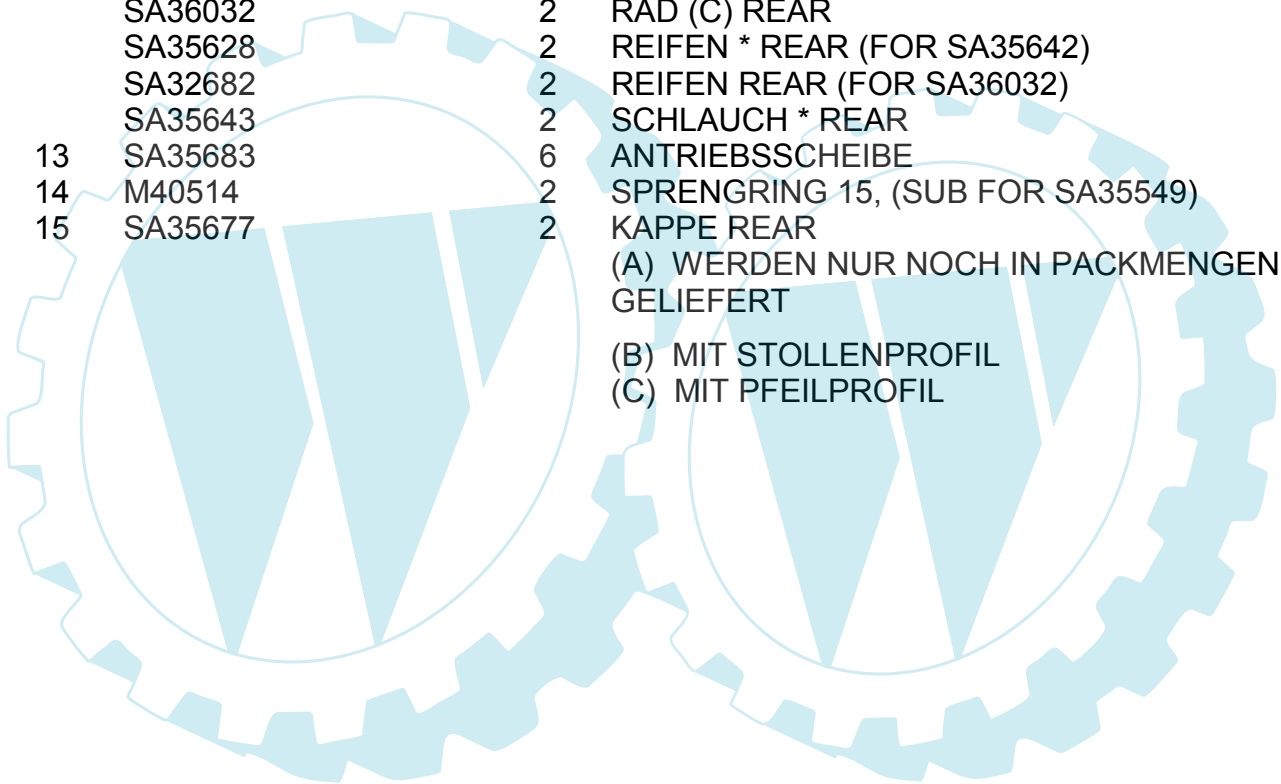 SA36032 2 RAD (C) REAR
SA35628 2 REIFEN * REAR (FOR SA35642)
SA32682 2 REIFEN REAR (FOR SA36032)
SA35643 2 SCHLAUCH * REAR
13 SA35683 6 ANTRIEBSSCHEIBE
14 M40514 2 SPRENGRING 15, (SUB FOR SA35549)
15 SA35677 2 KAPPE REAR
(A) WERDEN NUR NOCH IN PACKMENGEN
GELIEFERT
(B) MIT STOLLENPROFIL
(C) MIT PFEILPROFIL